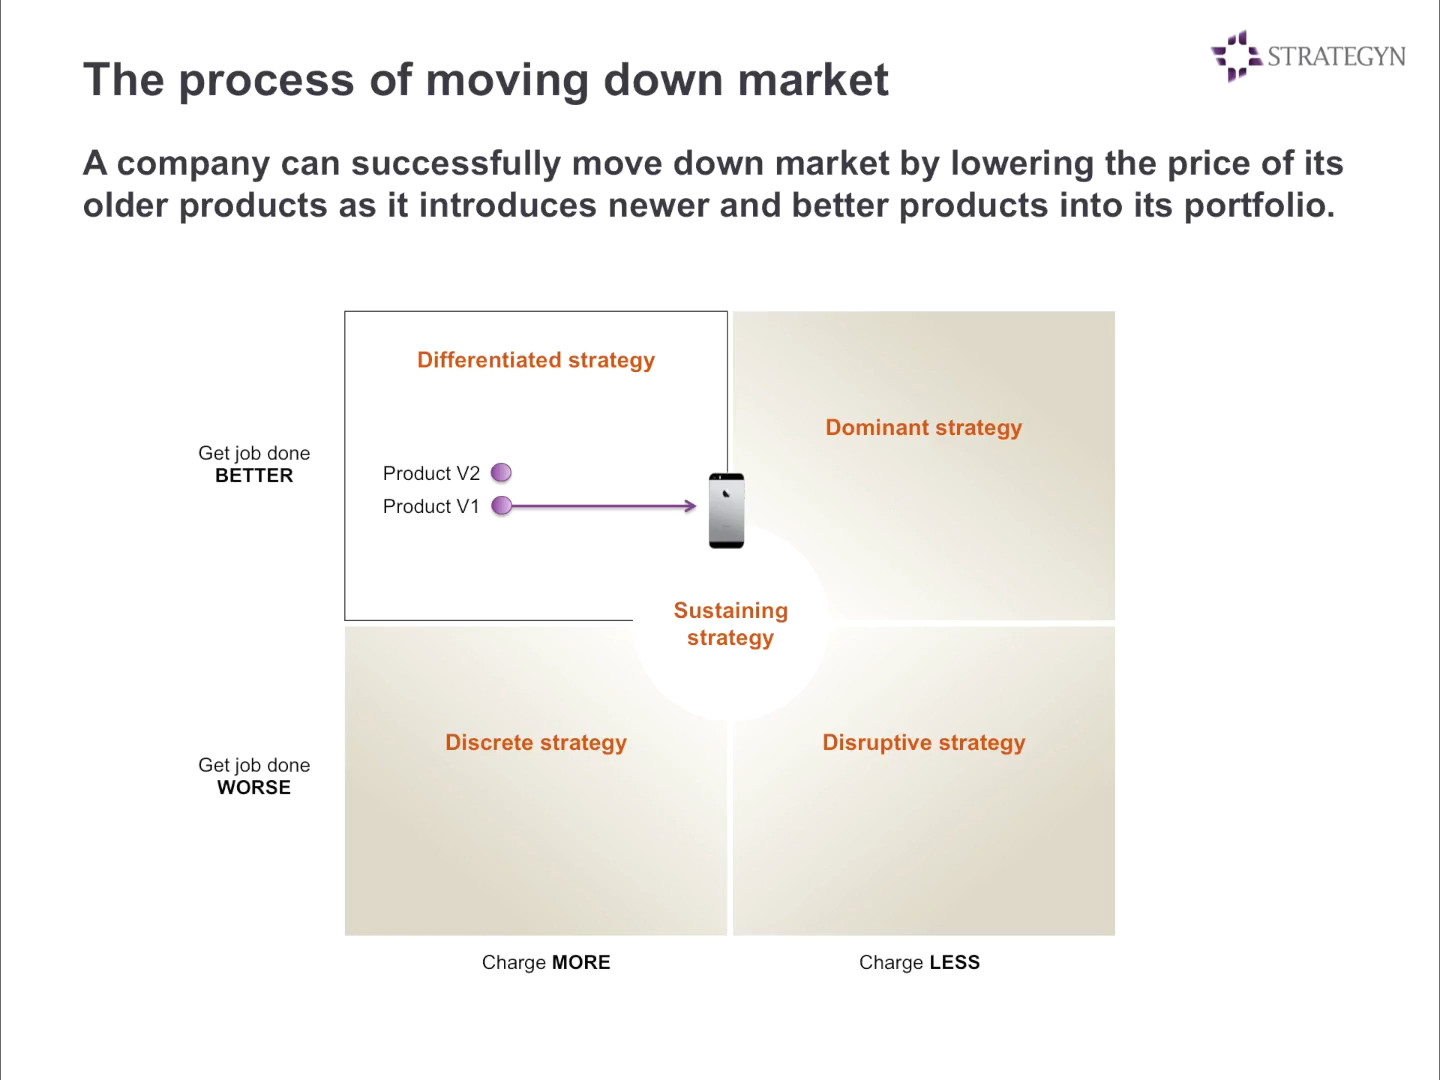 STRATEGYN
The process of moving down market
A company can successfully move down market by lowering the price of its
older products as it introduces newer and better products into its portfolio.
Differentiated strategy
Dominant strategy
Get job done
BETTER
Product V2
Product V1
Sustaining
strategy
Discrete strategy
Disruptive strategy
Get job done
WORSE
Charge MORE
Charge LESS